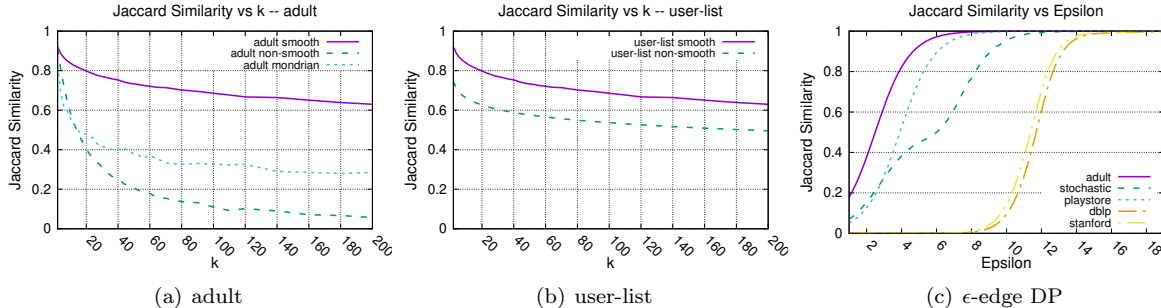 Jaccard Similarity vs k -- adult
Jaccard Similarity
1
0.8
0.6
0.4
0.2
0
adult smooth
adult non-smooth
adult mondrian
20 40 60 80 100 120 140 160 180 200
k
(a) adult
Jaccard Similarity vs k -- user-list
Jaccard Similarity
1
0.8
0.6
0.4
0.2
0
user-list smooth
user-list non-smooth
20 40 60 80 100 120 140 160 180 200
k
(b) user-list
Jaccard Similarity vs Epsilon
Jaccard Similarity
1
0.8
0.6
0.4
0.2
0
adult
stochastic
playstore
dblp
stanford
2 4 6 8 10 12 14 16 18
Epsilon
(c) ϵ-edge DP